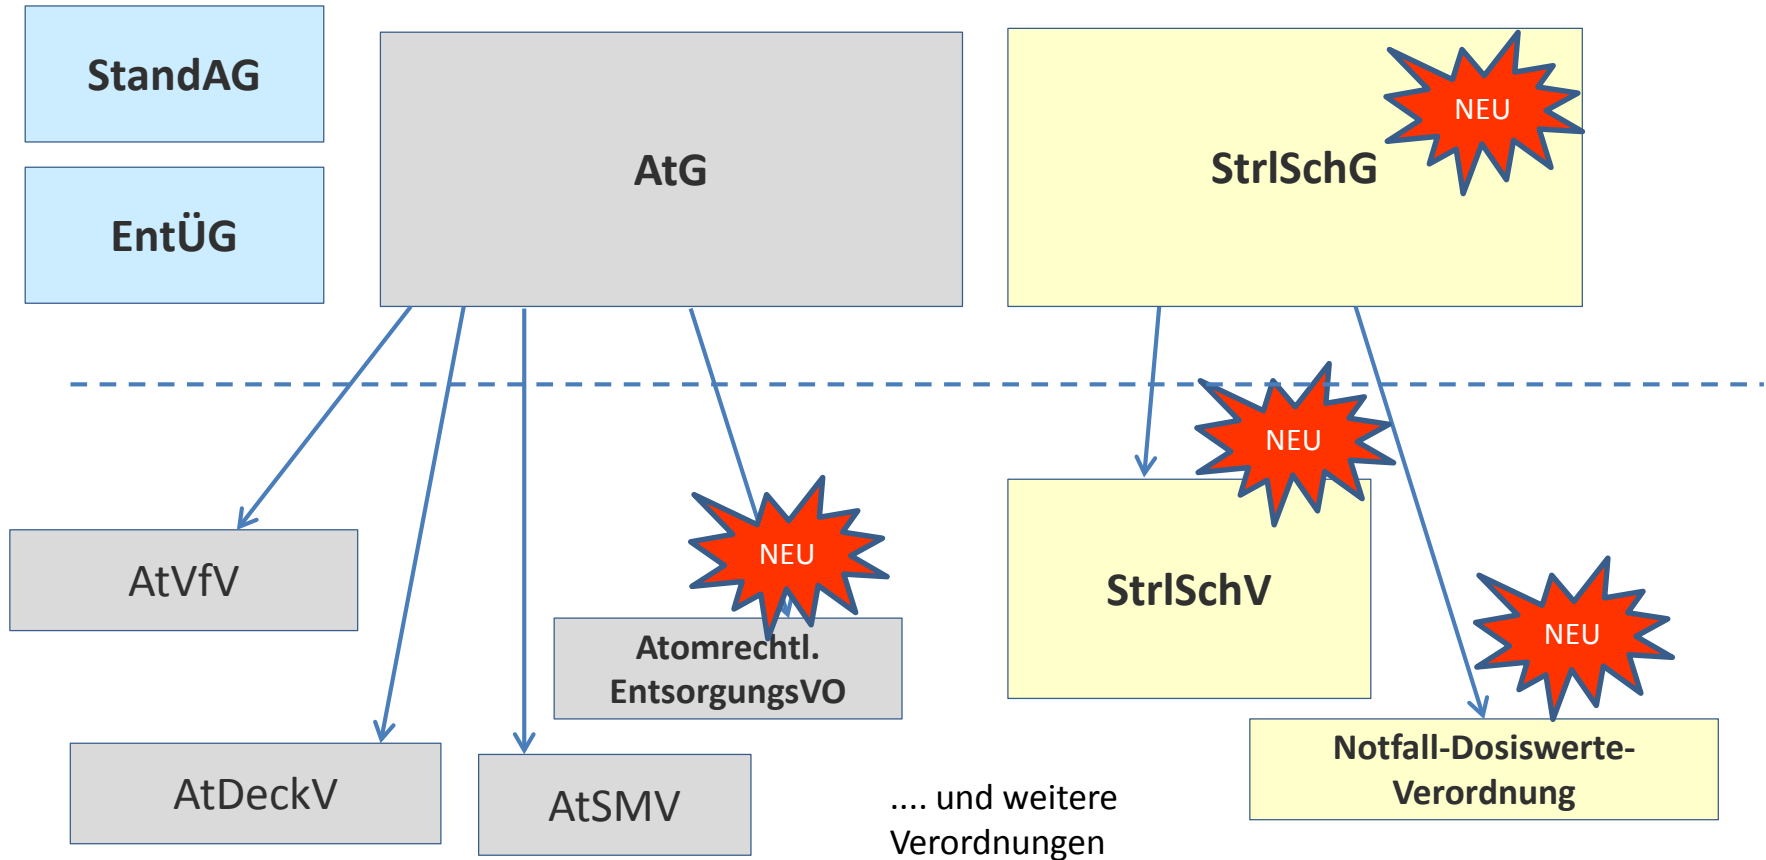 StandAG
EntÜG
AtG
StrlSchG
NEU
NEU
NEU
NEU
AtVfV
Atomrechtl.
EntsorgungsVO
StrlSchV
AtDeckV
AtSMV
.... und weitere
Verordnungen
Notfall-Dosiswerte-
Verordnung